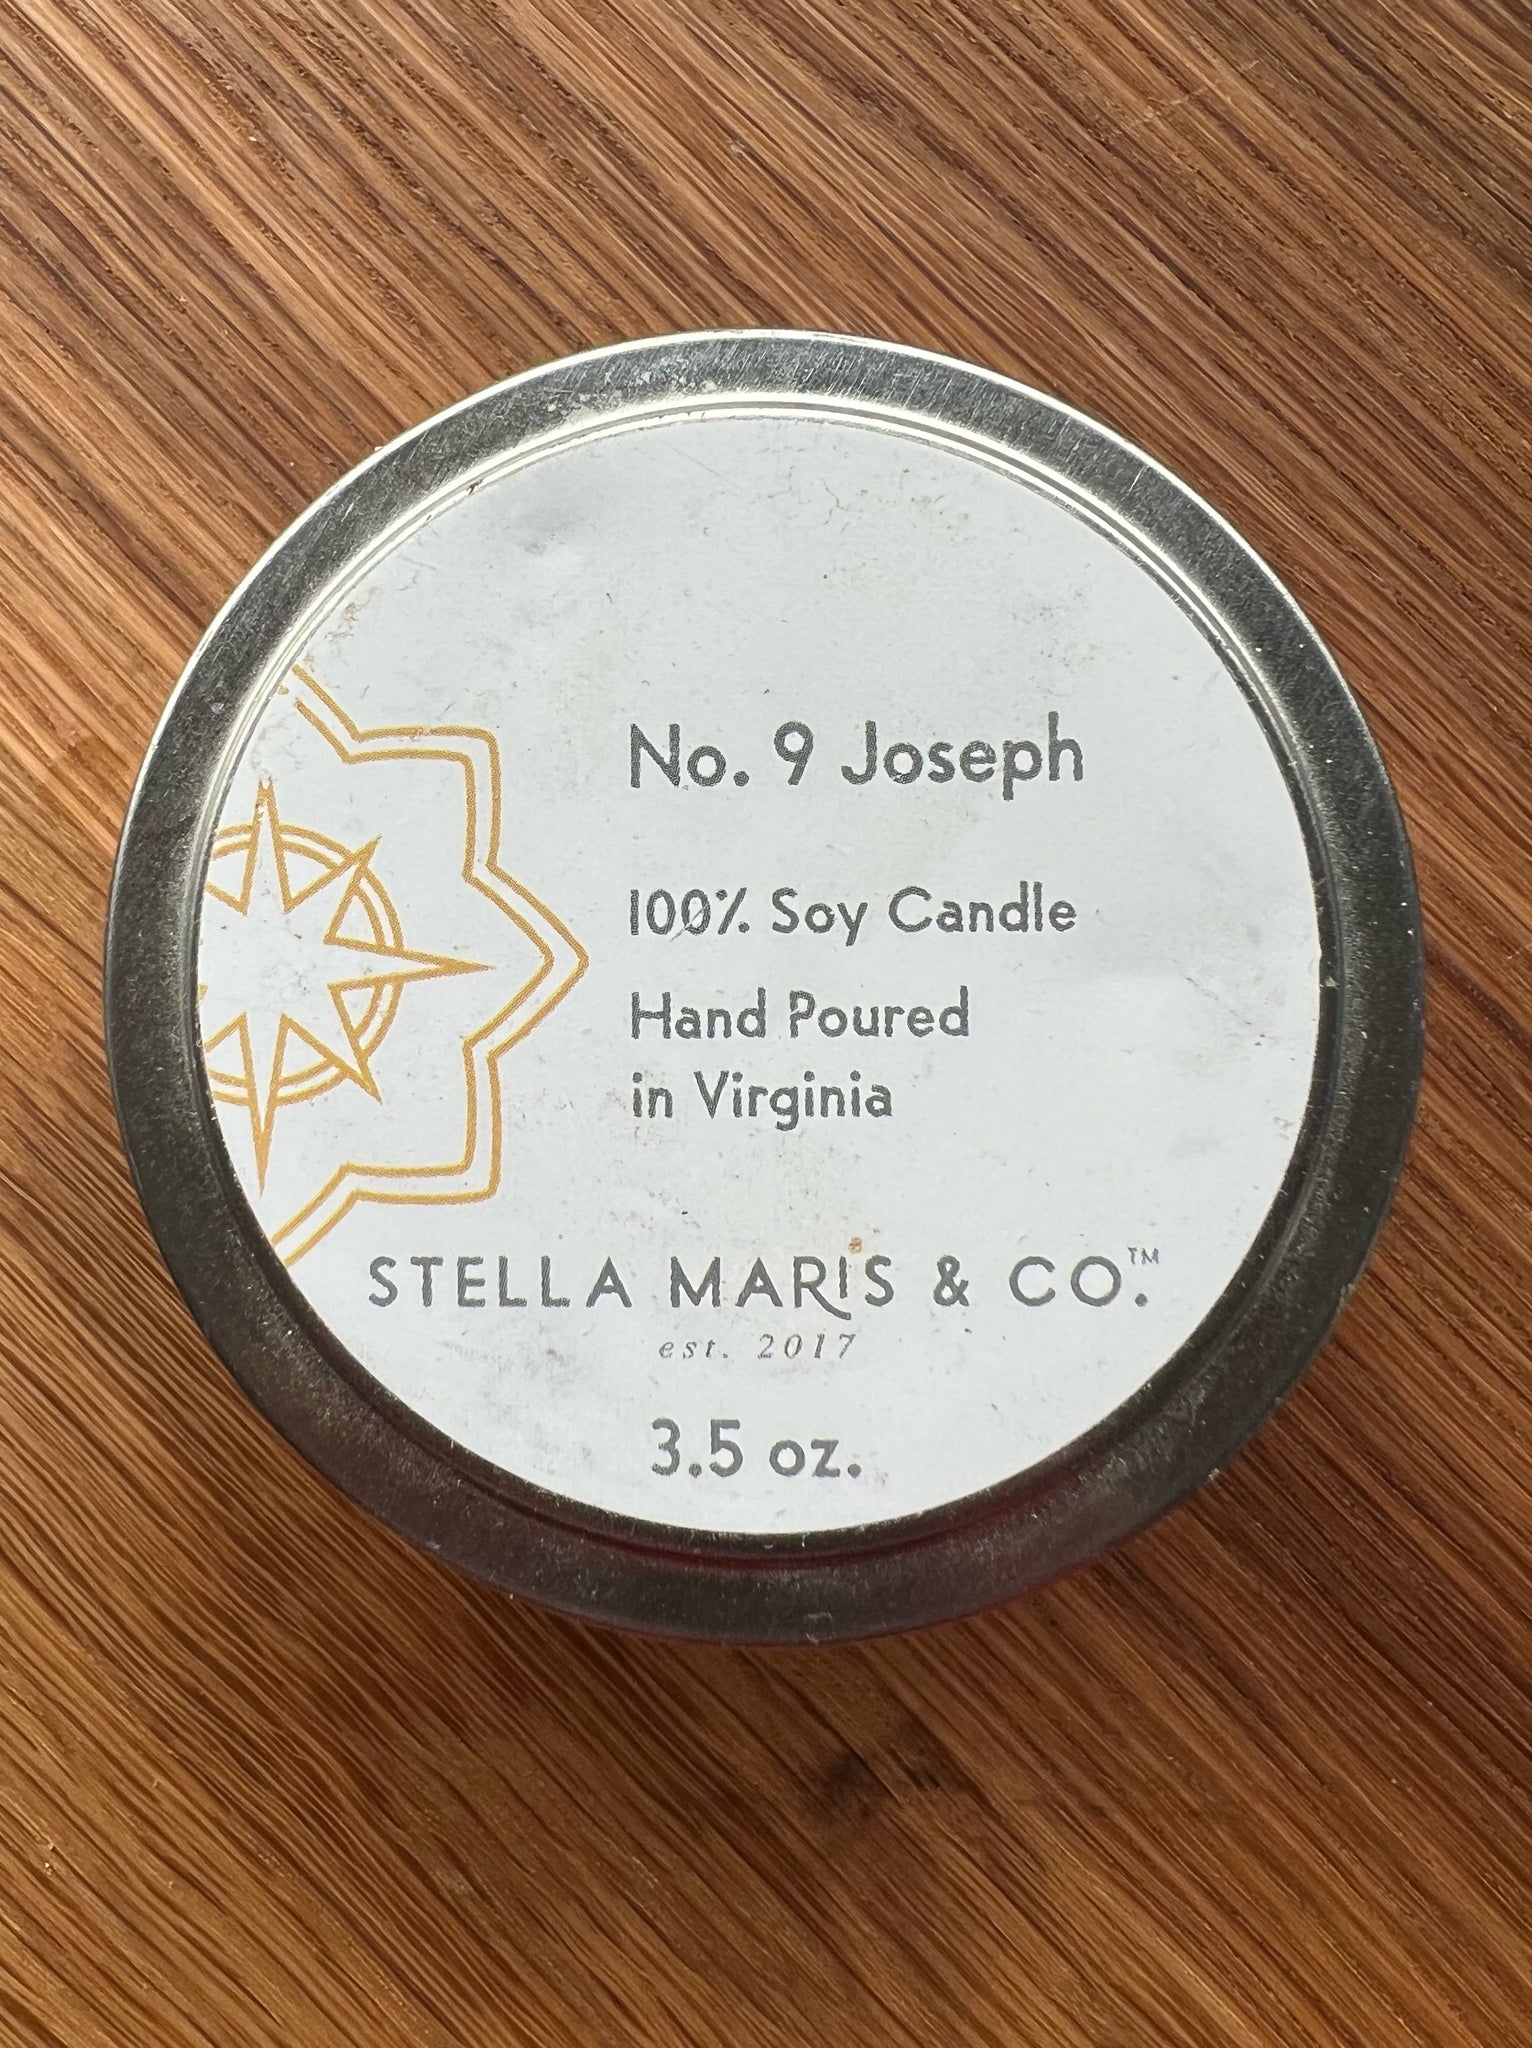 No. 9 Joseph
100% Soy Candle
Hand Poured
in Virginia
STELLA MARIS & CO.™
est. 2017
3.5 oz.